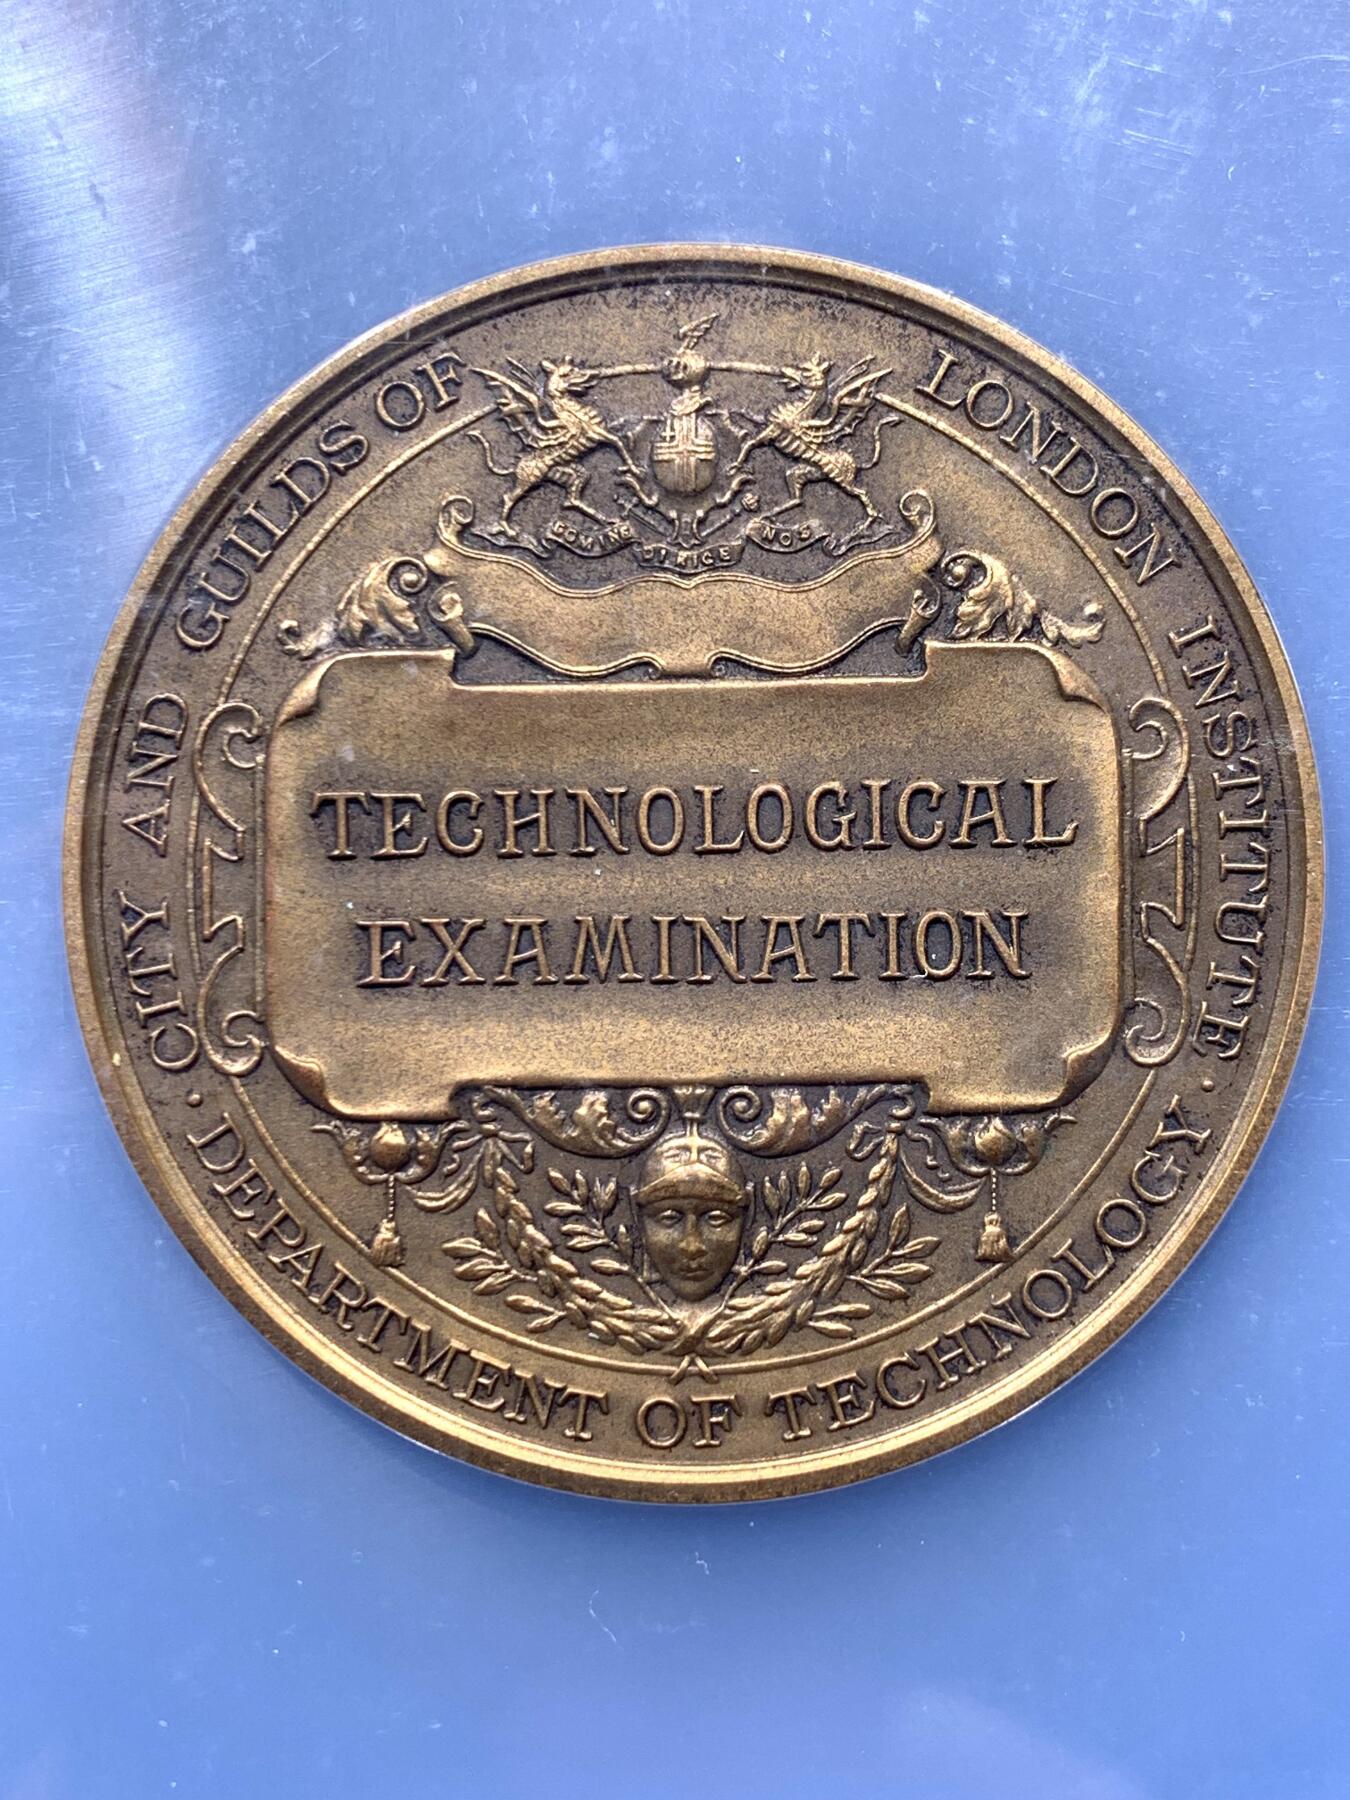 CITY AND GUILDS OF LONDON INSTITUTE ·
DOMINE DIRIGE NOS
TECHNOLOGICAL
EXAMINATION
· DEPARTMENT OF TECHNOLOGY